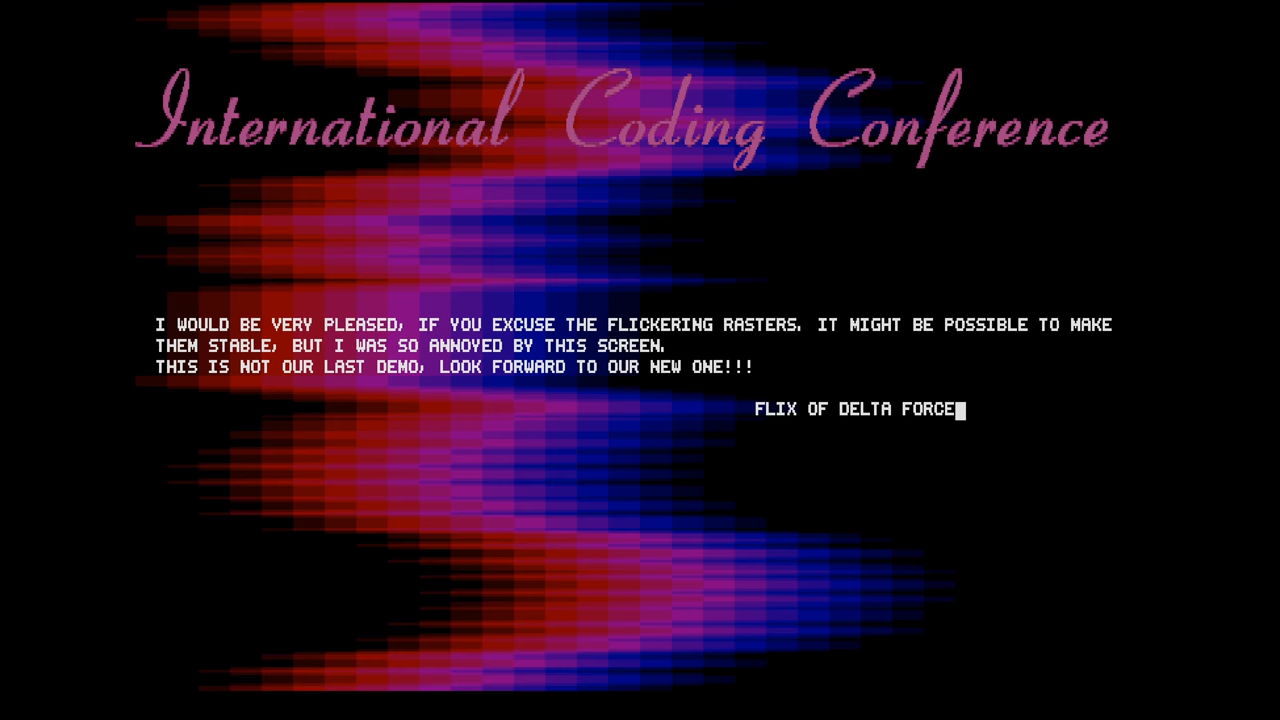 International Coding Conference
I WOULD BE VERY PLEASED, IF YOU EXCUSE THE FLICKERING RASTERS. IT MIGHT BE POSSIBLE TO MAKE
THEM STABLE, BUT I WAS SO ANNOYED BY THIS SCREEN.
THIS IS NOT OUR LAST DEMO, LOOK FORWARD TO OUR NEW ONE!!!
FLIX OF DELTA FORCE